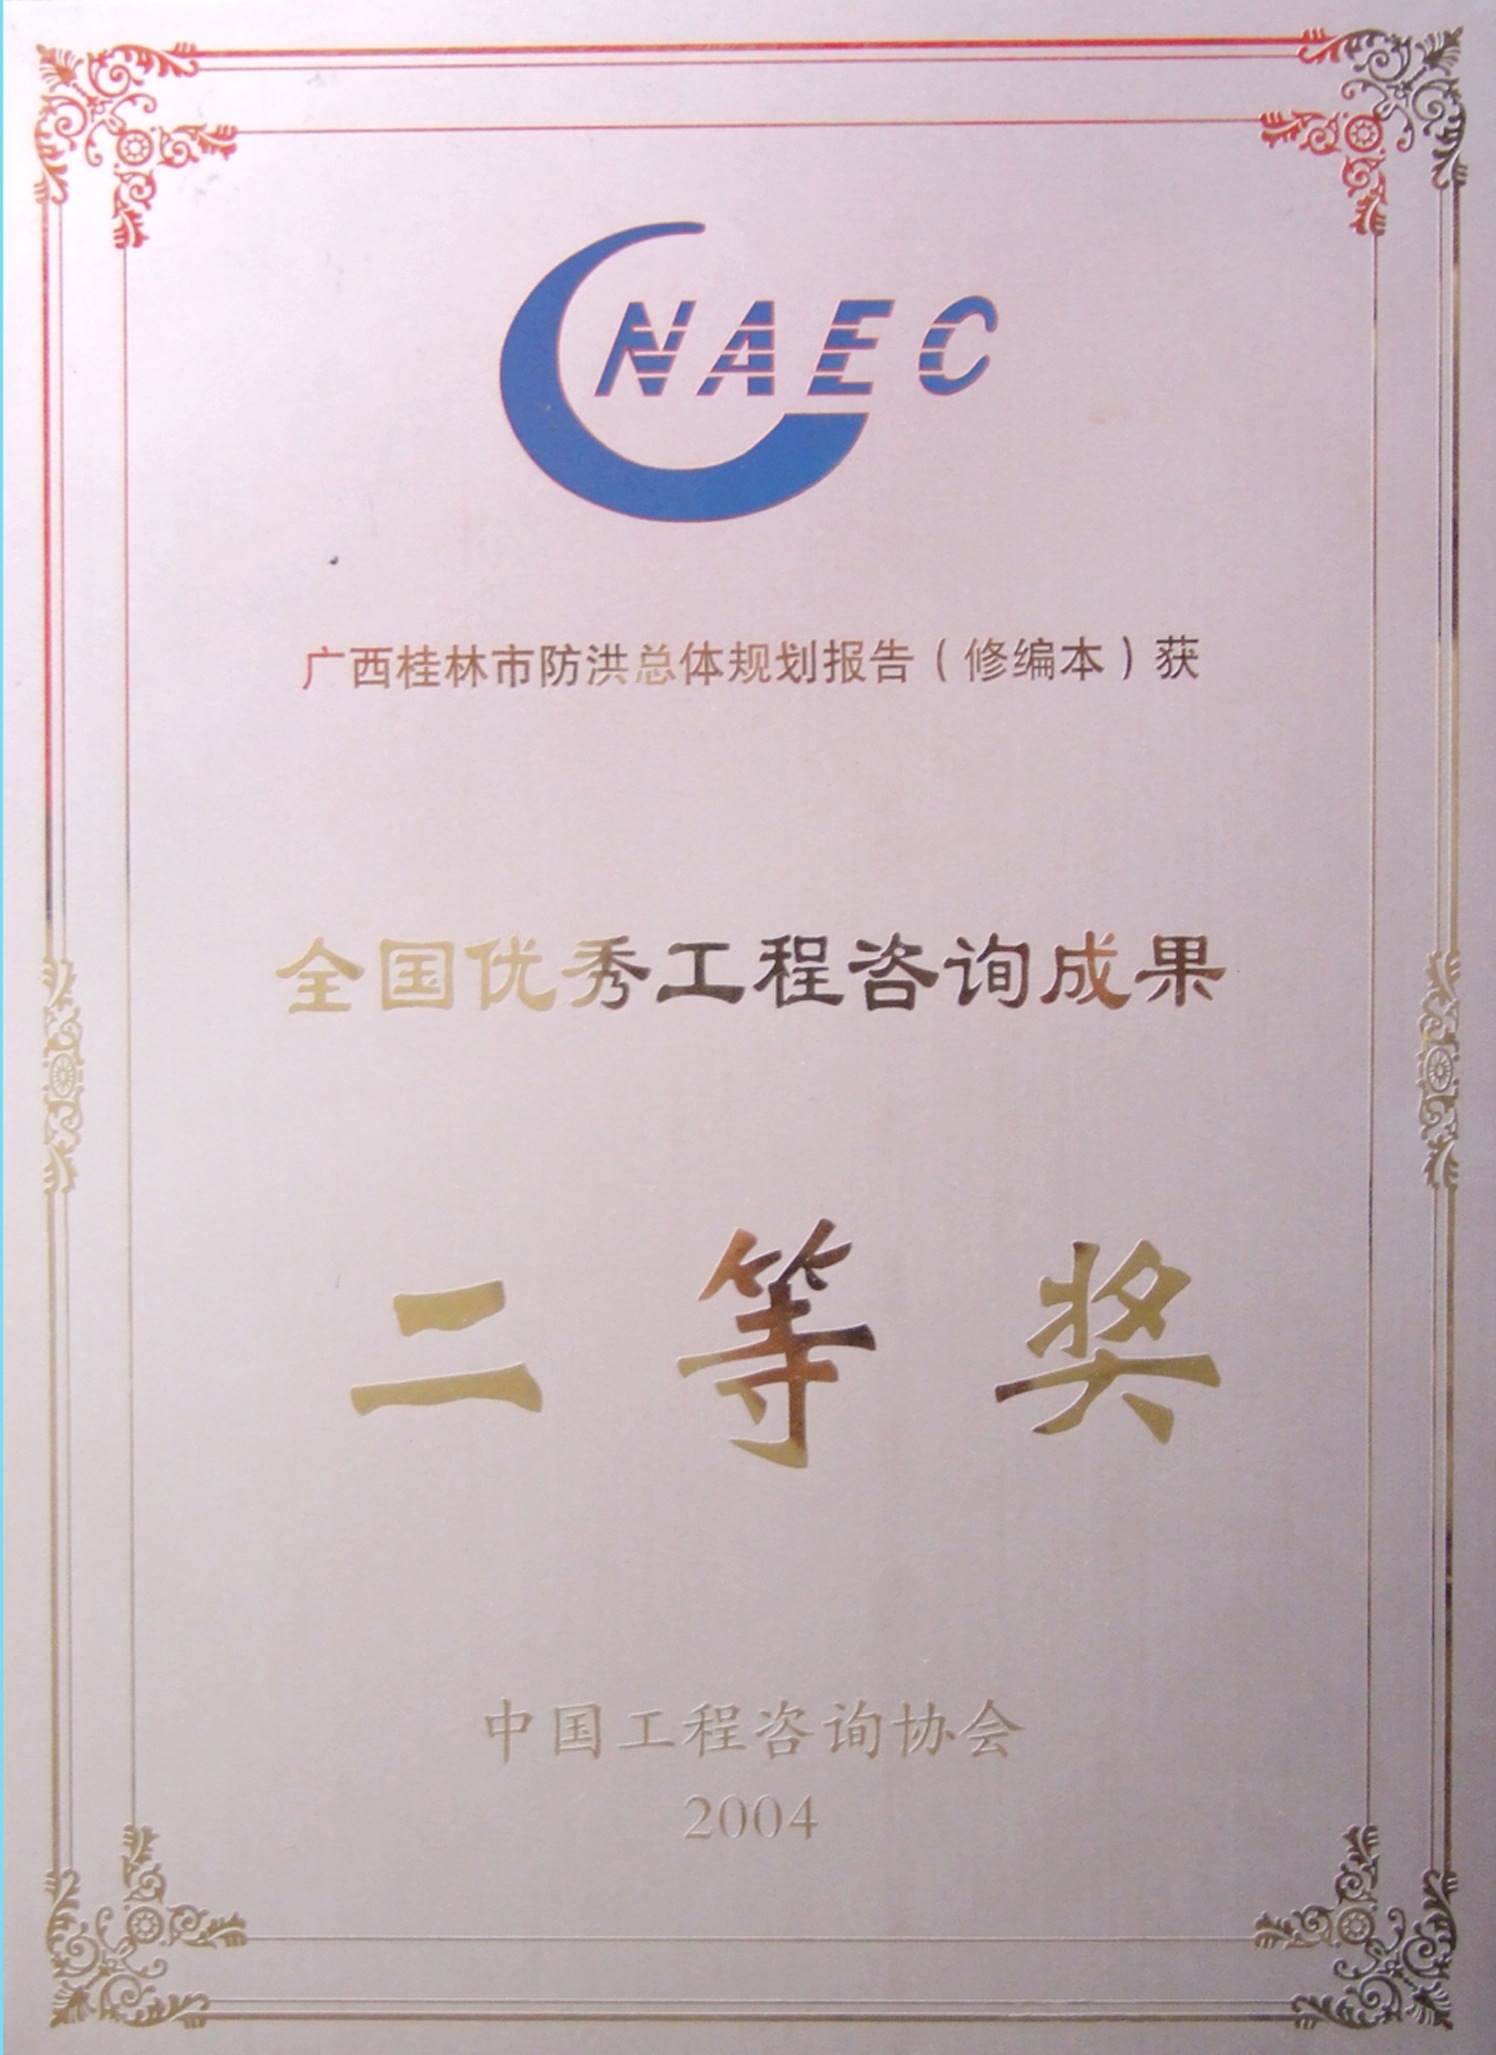 CNAEC
广西桂林市防洪总体规划报告（修编本）获
全国优秀工程咨询成果
二等奖
中国工程咨询协会
2004